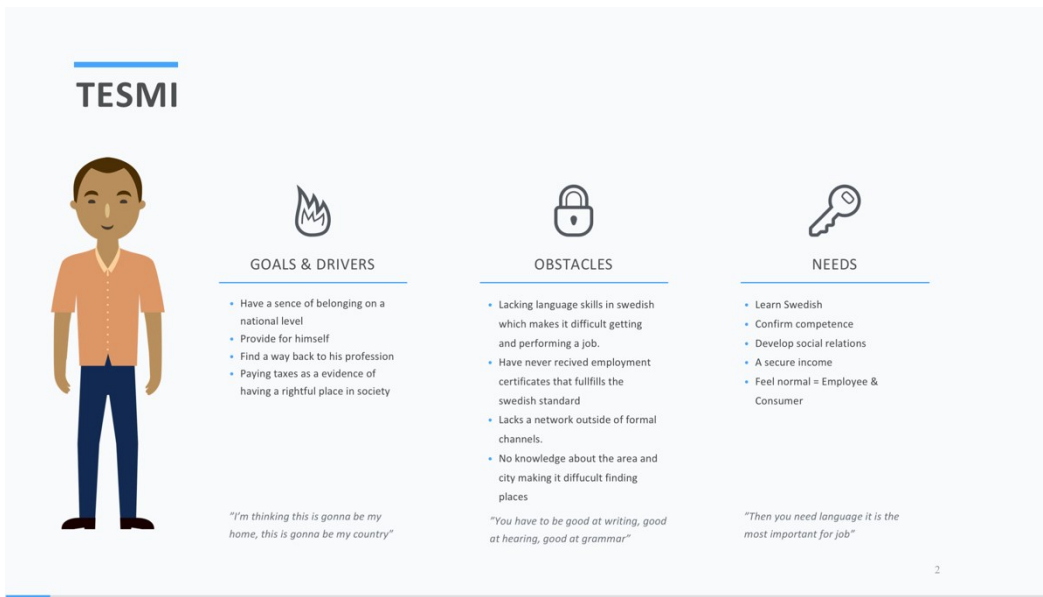 TESMI
GOALS & DRIVERS
• Have a sence of belonging on a
national level
• Provide for himself
• Find a way back to his profession
• Paying taxes as a evidence of
having a rightful place in society
"I'm thinking this is gonna be my
home, this is gonna be my country"
OBSTACLES
• Lacking language skills in swedish
which makes it difficult getting
and performing a job.
• Have never recived employment
certificates that fullfills the
swedish standard
• Lacks a network outside of formal
channels.
• No knowledge about the area and
city making it diffucult finding
places
"You have to be good at writing, good
at hearing, good at grammar"
NEEDS
• Learn Swedish
• Confirm competence
• Develop social relations
• A secure income
• Feel normal = Employee &
Consumer
"Then you need language it is the
most important for job"
2